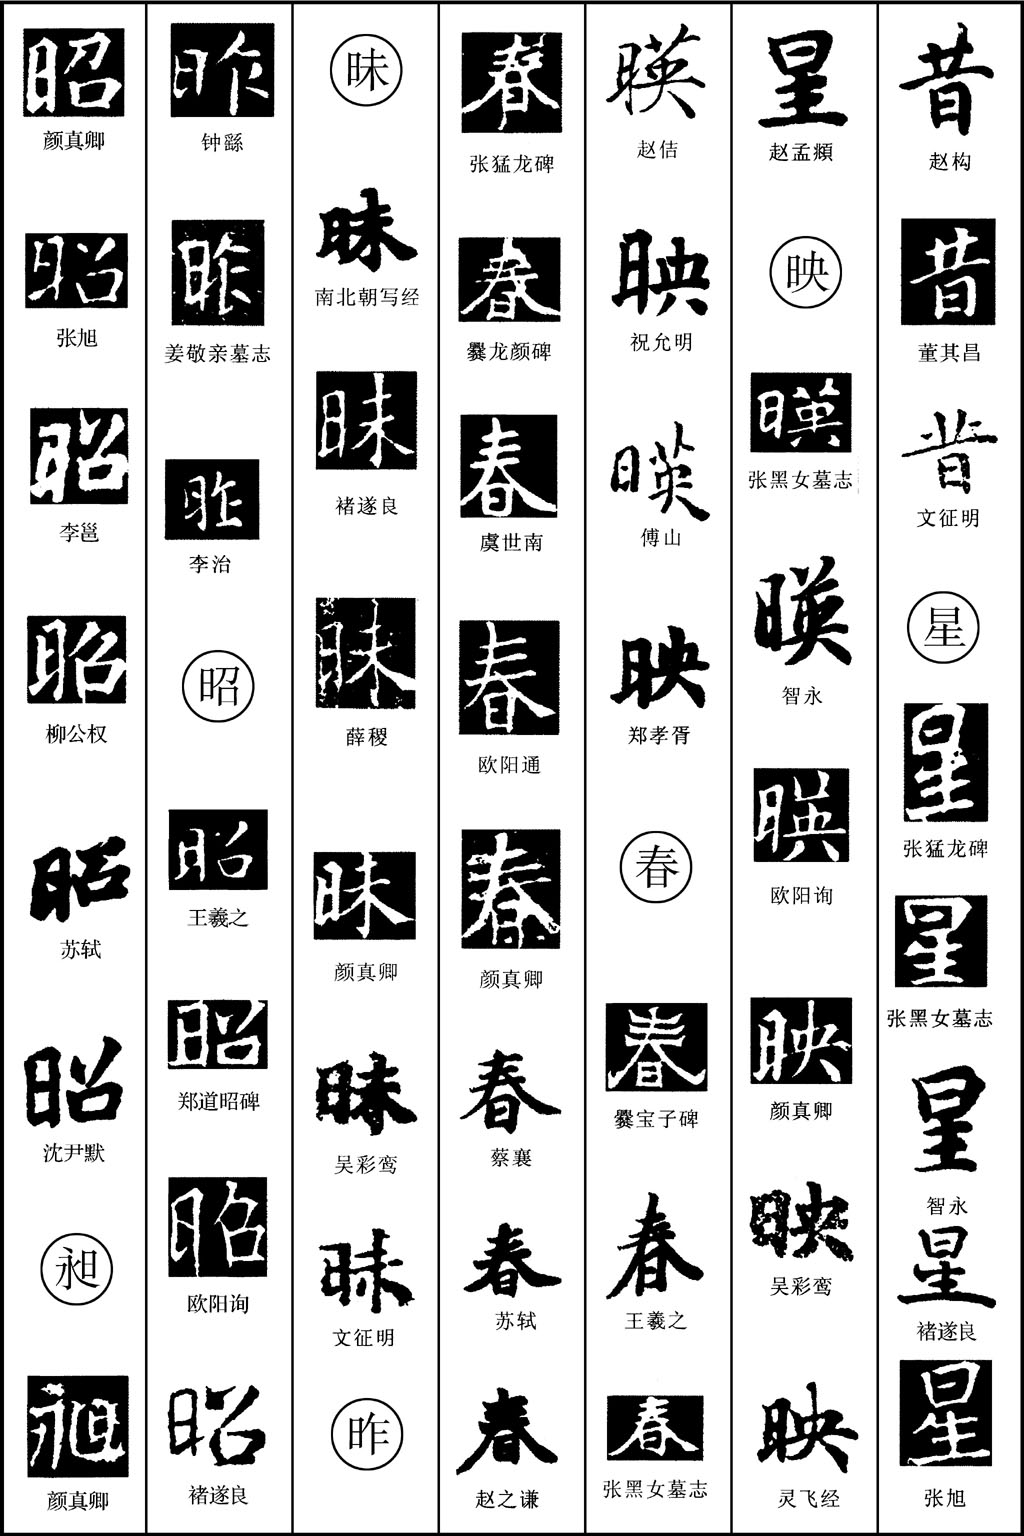 昔
赵构
昔
董其昌
昔
文征明
星
星
张猛龙碑
星
张黑女墓志
星
智永
星
褚遂良
星
张旭
星
赵孟頫
映
暎
张黑女墓志
暎
智永
暎
欧阳询
映
颜真卿
映
吴彩鸾
映
灵飞经
暎
赵佶
映
祝允明
暎
傅山
映
郑孝胥
春
春
爨宝子碑
春
王羲之
春
张黑女墓志
春
张猛龙碑
春
爨龙颜碑
春
虞世南
春
欧阳通
春
颜真卿
春
蔡襄
春
苏轼
春
赵之谦
昧
昧
南北朝写经
昧
褚遂良
昧
薛稷
昧
颜真卿
昧
吴彩鸾
昧
文征明
昨
昨
钟繇
昨
姜敬亲墓志
昨
李治
昭
昭
王羲之
昭
郑道昭碑
昭
欧阳询
昭
褚遂良
昭
颜真卿
昭
张旭
昭
李邕
昭
柳公权
昭
苏轼
昭
沈尹默
昶
昶
颜真卿